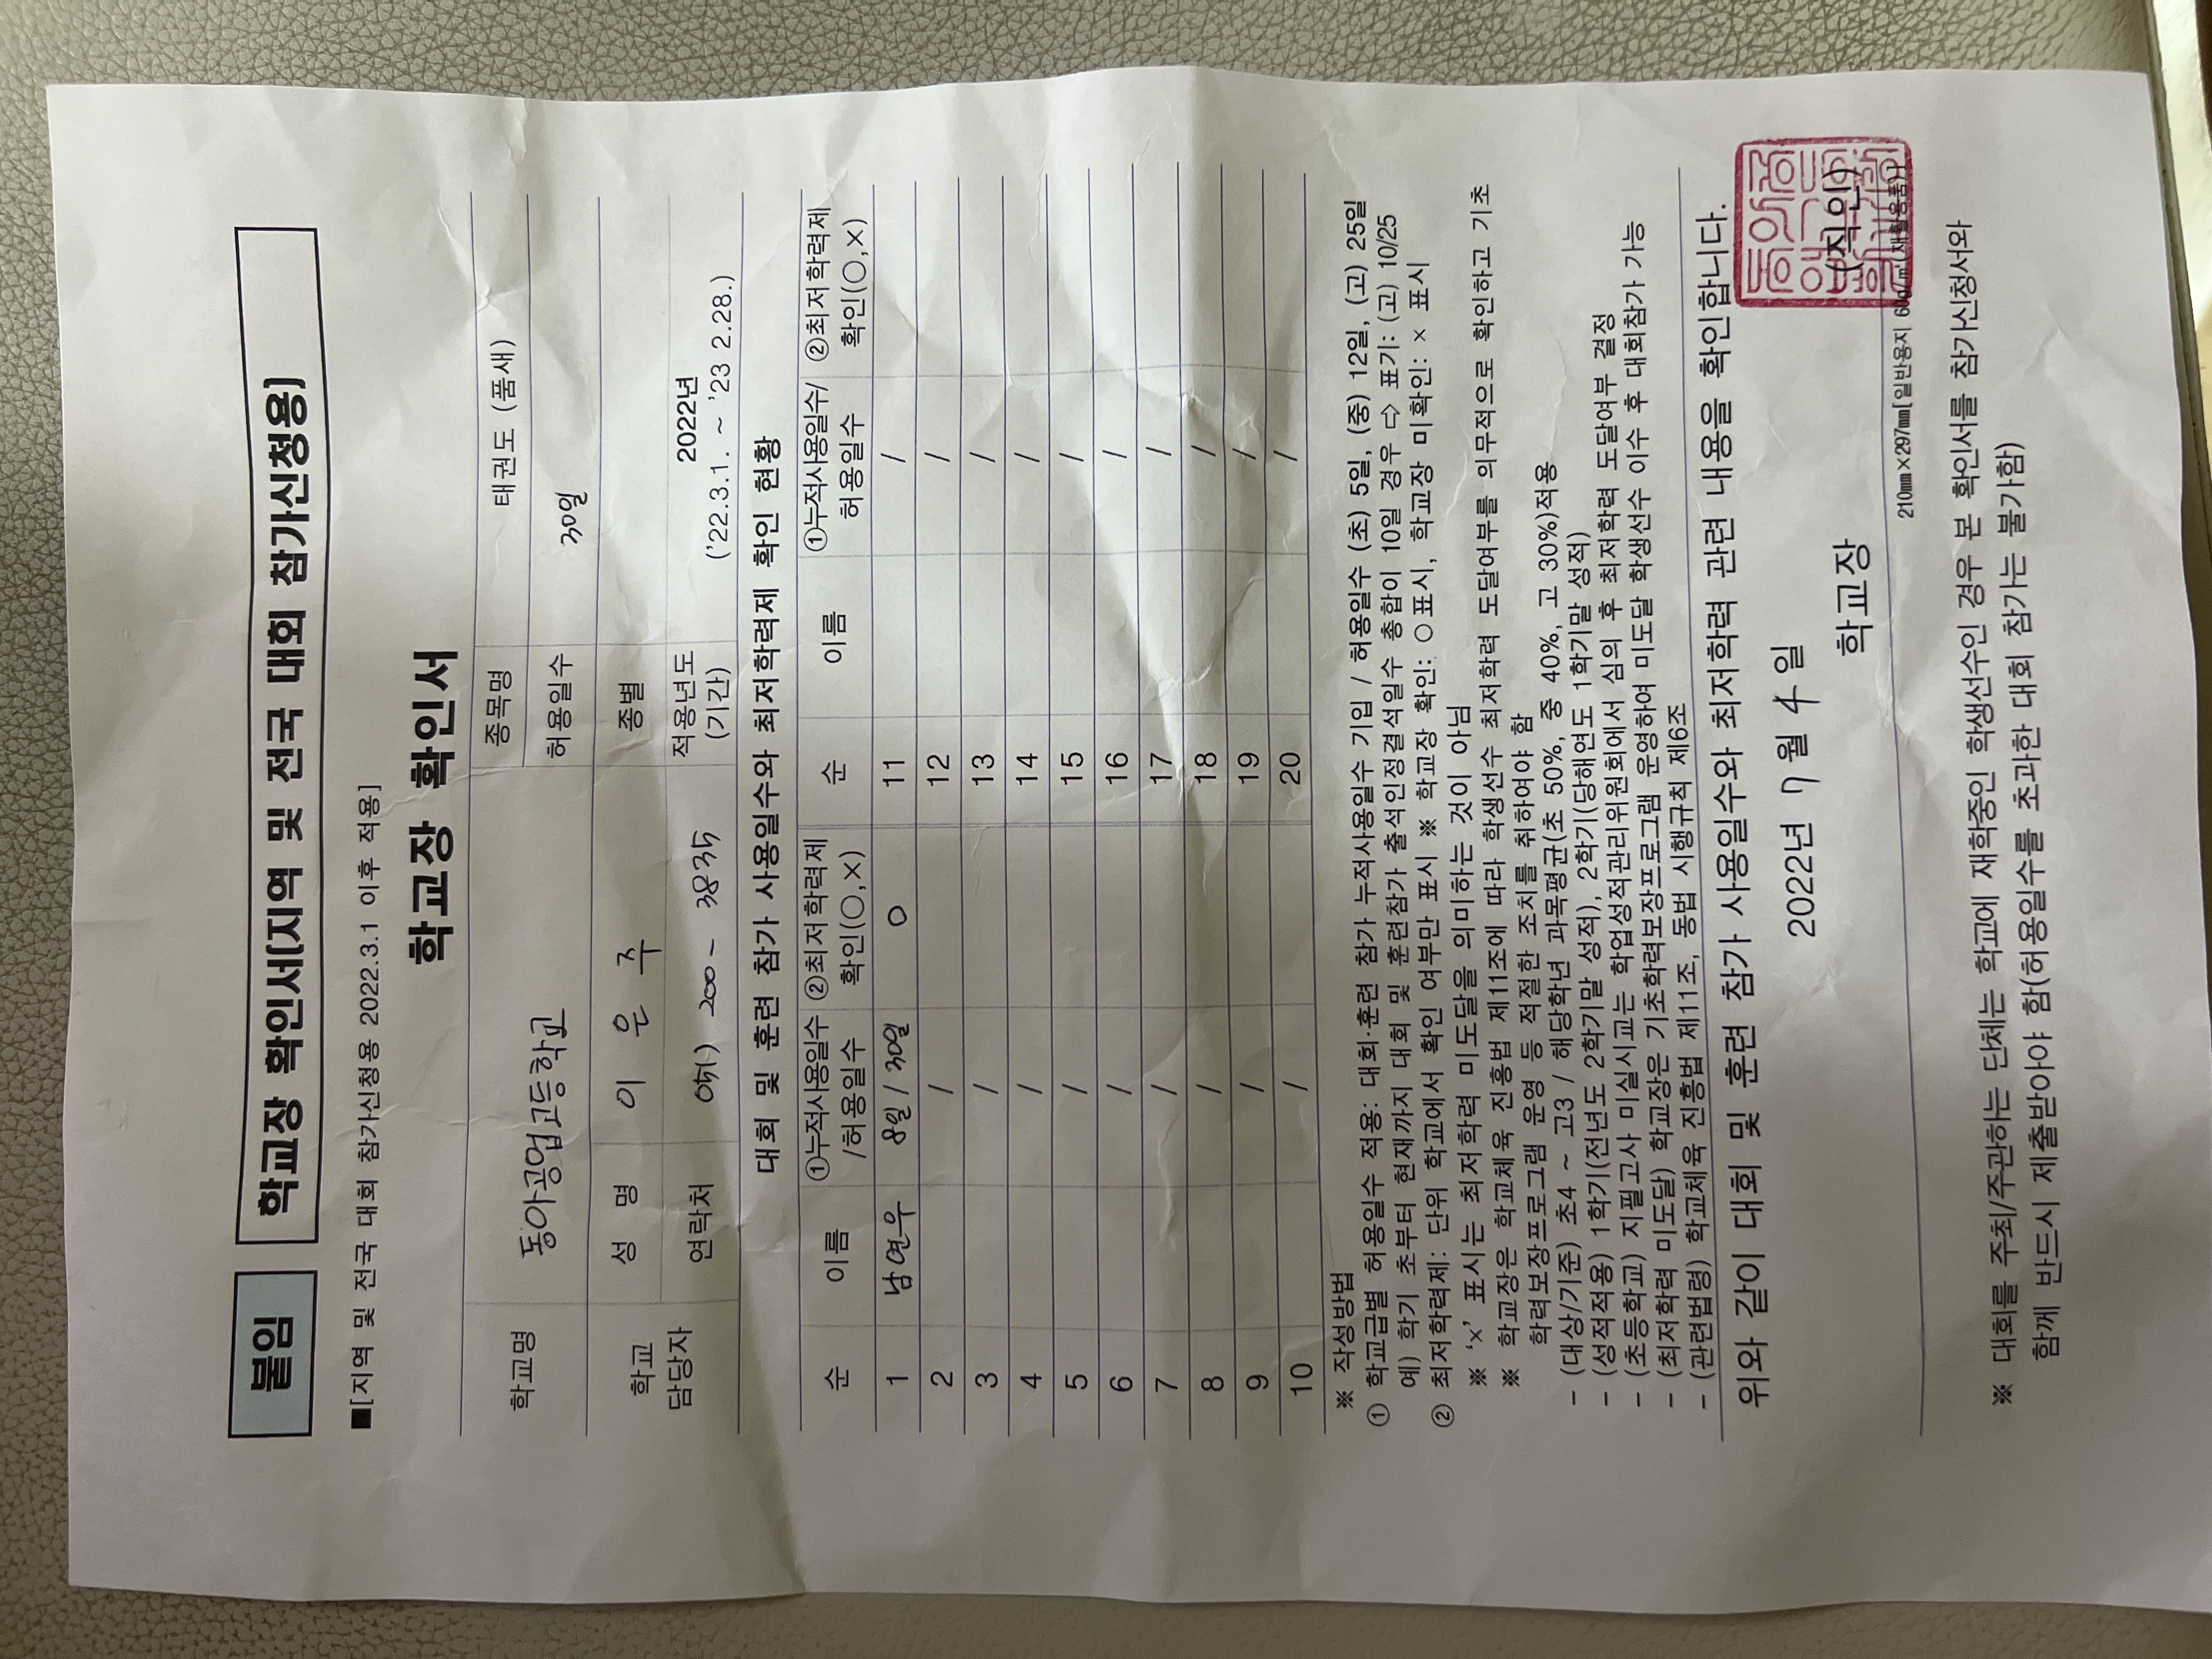 붙임
학교장 확인서(지역 및 전국 대회 참가신청용)
■[지역 및 전국 대회 참가신청용 2022.3.1 이후 적용]
학교장 확인서
학교명 동아공업고등학교 종목명 태권도 (품새)
허용일수 30일
학교 담당자 성 명 이 은 주 종별
연락처 051) 200 - 3835 적용년도 (기간) 2022년 ('22.3.1. ~ '23 2.28.)
대회 및 훈련 참가 사용일수와 최저학력제 확인 현황
순 이름 ①누적사용일수 /허용일수 ②최저학력제 확인(○,×) 순 이름 ①누적사용일수/ 허용일수 ②최저학력제 확인(○,×)
1 남연우 8일 / 30일 ○ 11 /
2 / 12 /
3 / 13 /
4 / 14 /
5 / 15 /
6 / 16 /
7 / 17 /
8 / 18 /
9 / 19 /
10 / 20 /
※ 작성방법
① 학교급별 허용일수 적용: 대회·훈련 참가 누적사용일수 기입 / 허용일수 (초) 5일, (중) 12일, (고) 25일
예) 학기 초부터 현재까지 대회 및 훈련참가 출석인정결석일수 총합이 10일 경우 ⇨ 표기: (고) 10/25
② 최저학력제: 단위 학교에서 확인 여부만 표시 ※ 학교장 확인: ○표시, 학교장 미확인: × 표시
※ '×' 표시는 최저학력 미도달을 의미하는 것이 아님
※ 학교장은 학교체육 진흥법 제11조에 따라 학생선수 최저학력 도달여부를 의무적으로 확인하고 기초
학력보장프로그램 운영 등 적절한 조치를 취하여야 함
- (대상/기준) 초4 ~ 고3 / 해당학년 과목평균(초 50%, 중 40%, 고 30%)적용
- (성적적용) 1학기(전년도 2학기말 성적), 2학기(당해연도 1학기말 성적)
- (초등학교) 지필고사 미실시교는 학업성적관리위원회에서 심의 후 최저학력 도달여부 결정
- (최저학력 미도달) 학교장은 기초학력보장프로그램 운영하여 미도달 학생선수 이수 후 대회참가 가능
- (관련법령) 학교체육 진흥법 제11조, 동법 시행규칙 제6조
위와 같이 대회 및 훈련 참가 사용일수와 최저학력 관련 내용을 확인합니다.
2022년 7월 4일
학교장 (직인)
210㎜×297㎜[일반용지 60g/㎡(재활용품)]
※ 대회를 주최/주관하는 단체는 학교에 재학중인 학생선수인 경우 본 확인서를 참가신청서와
함께 반드시 제출받아야 함(허용일수를 초과한 대회 참가는 불가함)